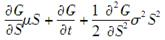 ∂G/∂S μS + ∂G/∂t + 1/2 ∂²G/∂S² σ² S²